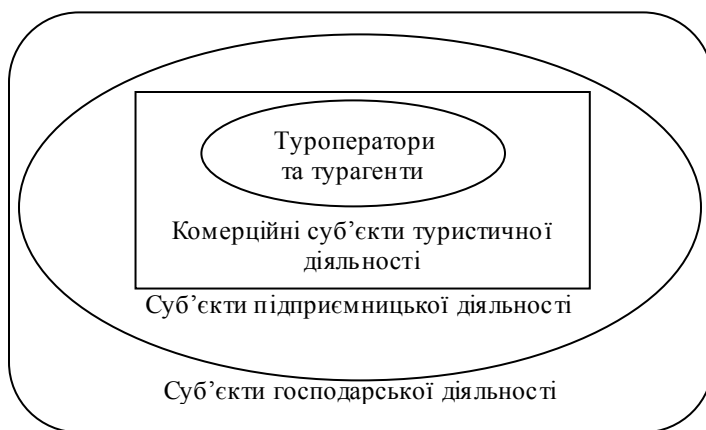 Туроператори
та турагенти
Комерційні суб’єкти туристичної
діяльності
Суб’єкти підприємницької діяльності
Суб’єкти господарської діяльності